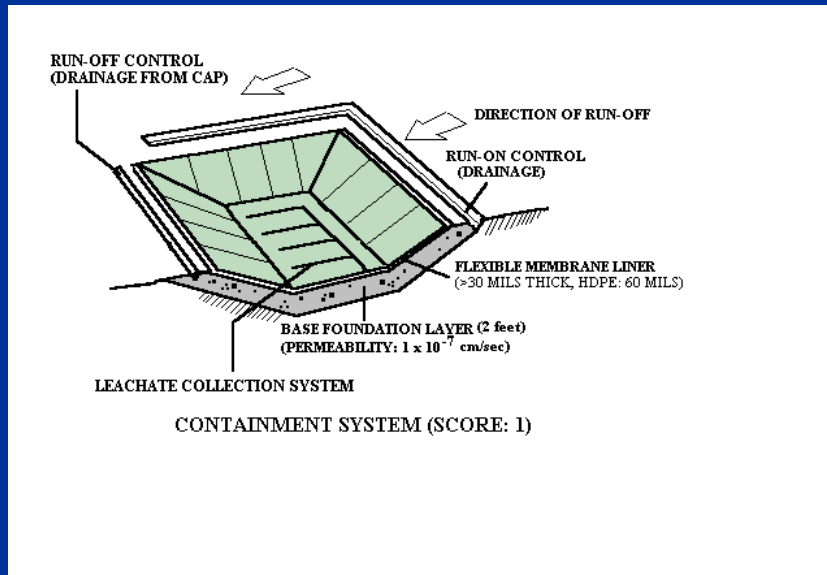 RUN-OFF CONTROL
(DRAINAGE FROM CAP)
DIRECTION OF RUN-OFF
RUN-ON CONTROL
(DRAINAGE)
FLEXIBLE MEMBRANE LINER
(>30 MILS THICK, HDPE: 60 MILS)
BASE FOUNDATION LAYER (2 feet)
(PERMEABILITY: 1 x 10⁻⁷ cm/sec)
LEACHATE COLLECTION SYSTEM
CONTAINMENT SYSTEM (SCORE: 1)